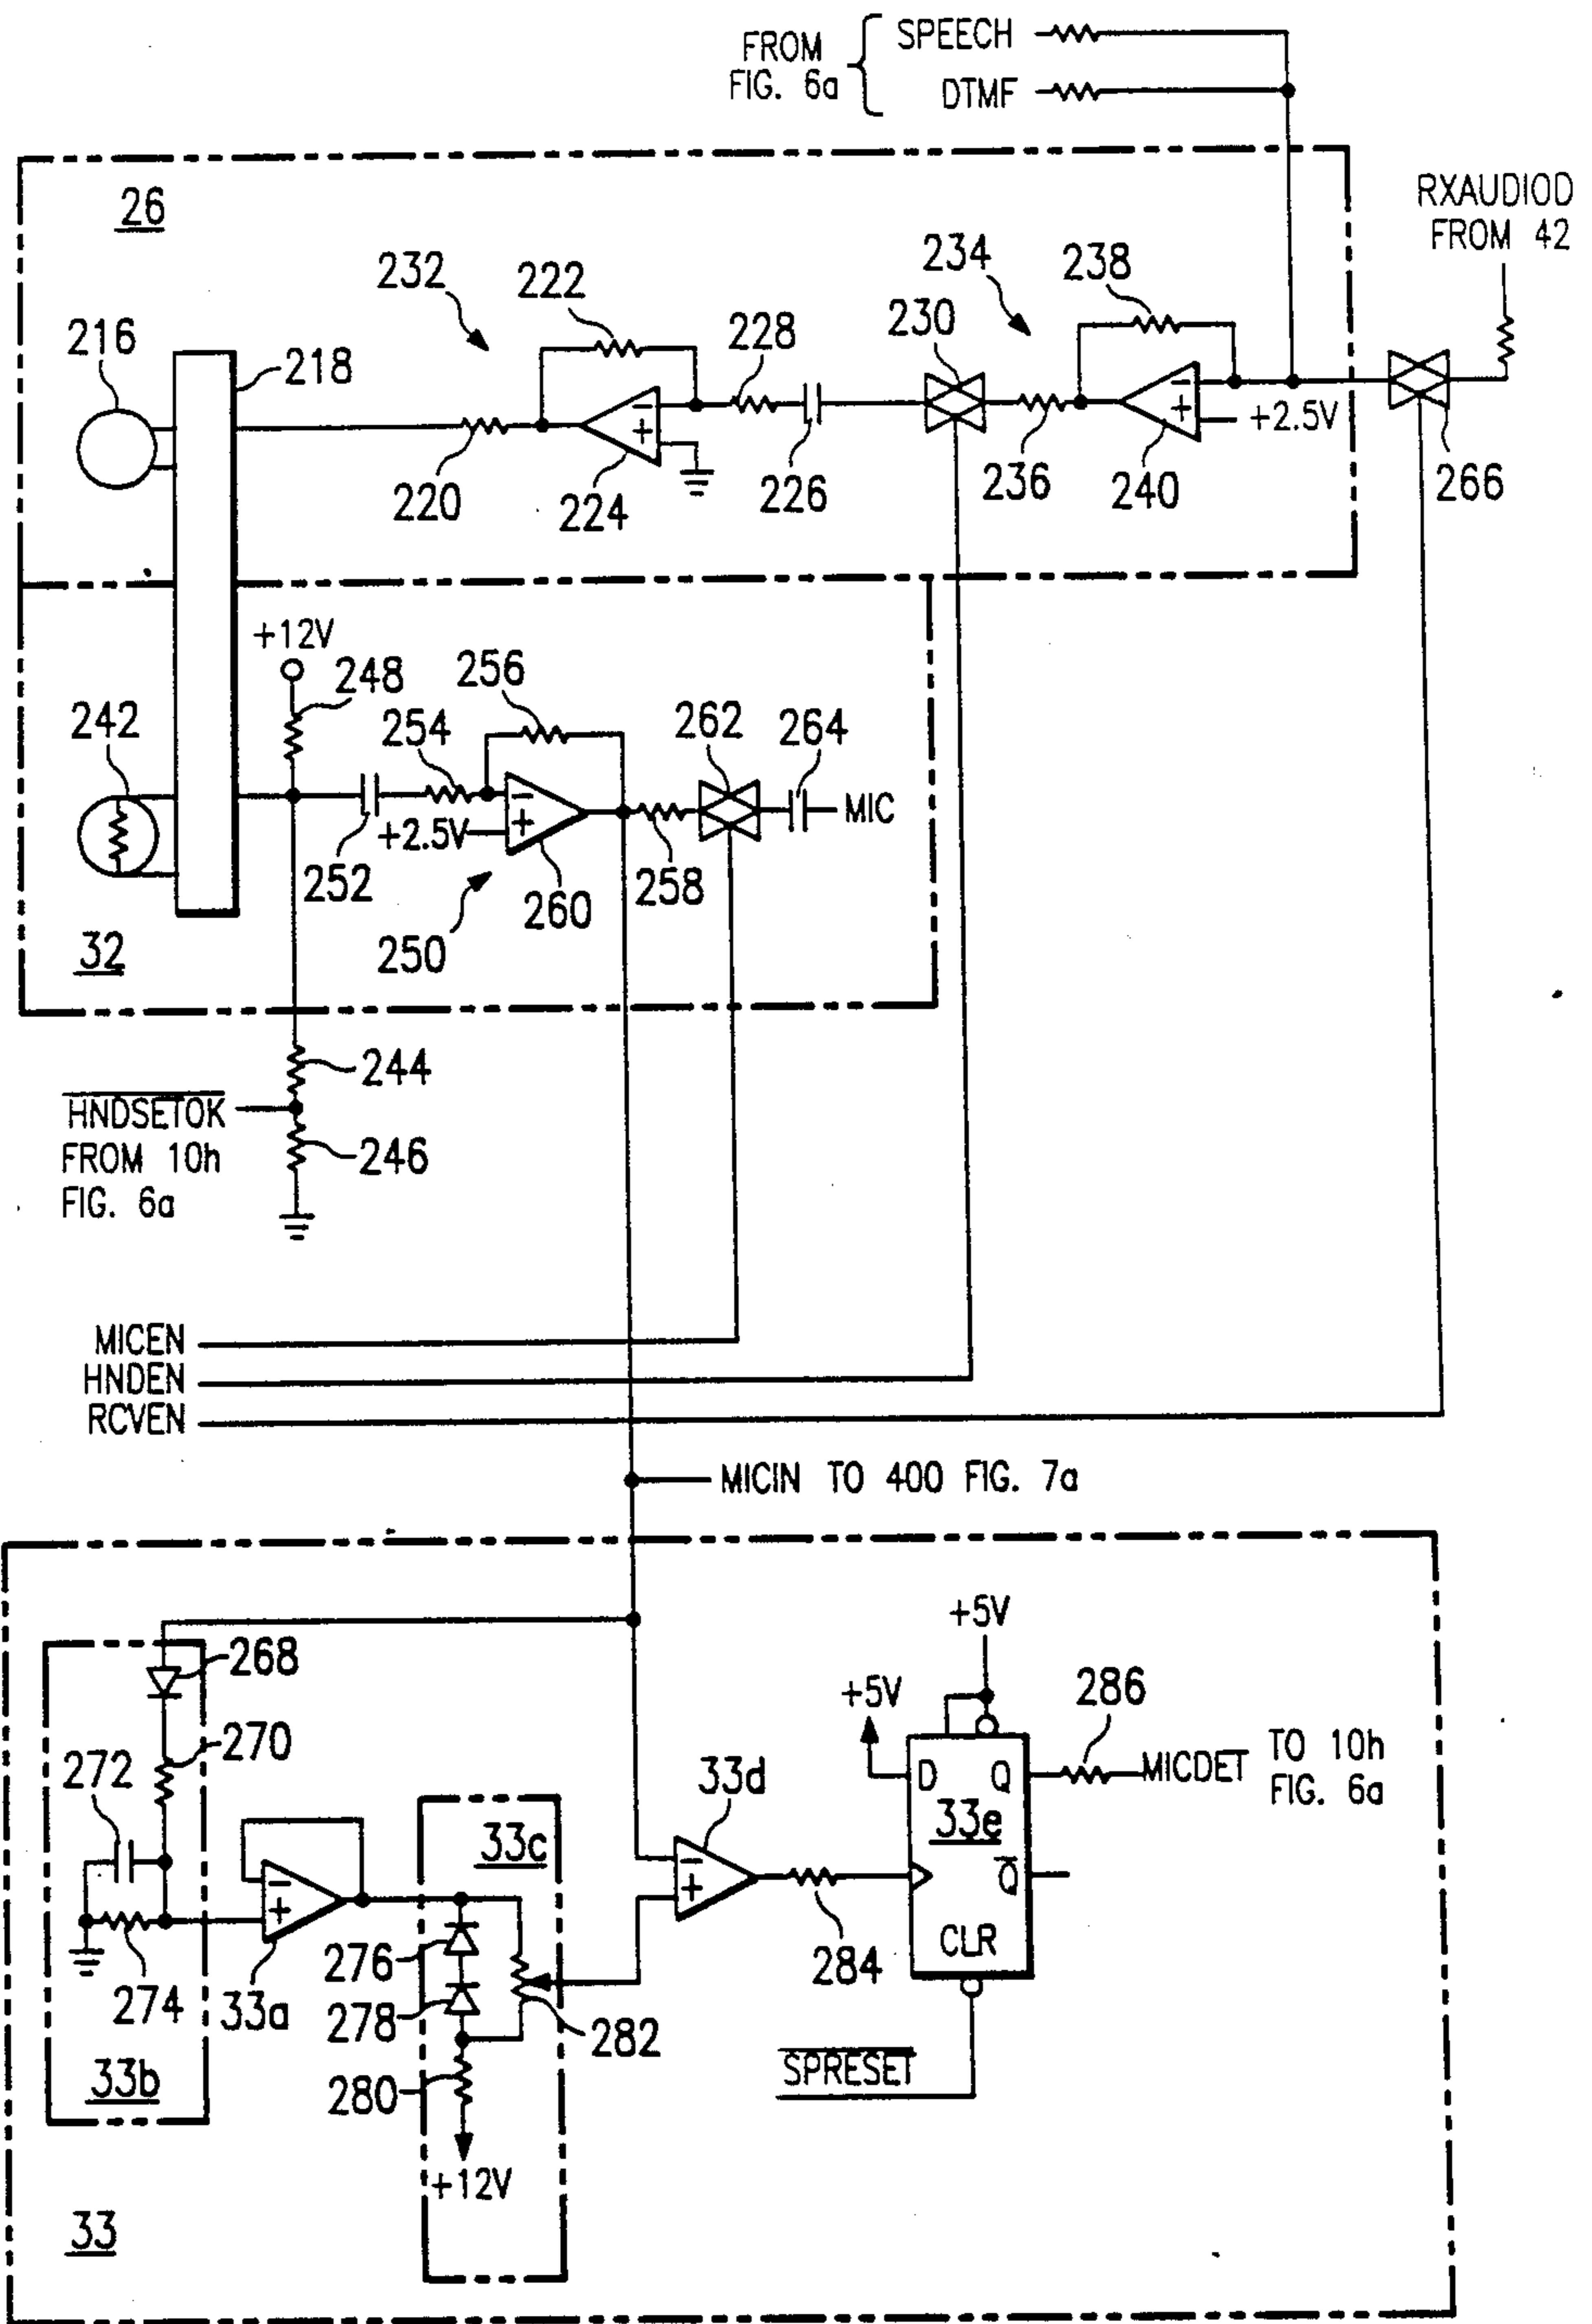 FROM
FIG. 6a
SPEECH
DTMF
26
RXAUDIOD
FROM 42
232
222
228
234
230
238
216
218
+2.5V
220
224
226
236
240
266
+12V
248
256
242
254
262
264
MIC
+2.5V
252
260
258
250
32
244
HNDSETOK
FROM 10h
FIG. 6a
246
MICEN
HNDEN
RCVEN
MICIN TO 400 FIG. 7a
268
+5V
+5V
286
270
272
33d
D Q
MICDET TO 10h
FIG. 6a
33e
33c
Q
276
284
CLR
274
33a
278
282
33b
280
SPRESET
+12V
33
- + - + - + - + - + - +